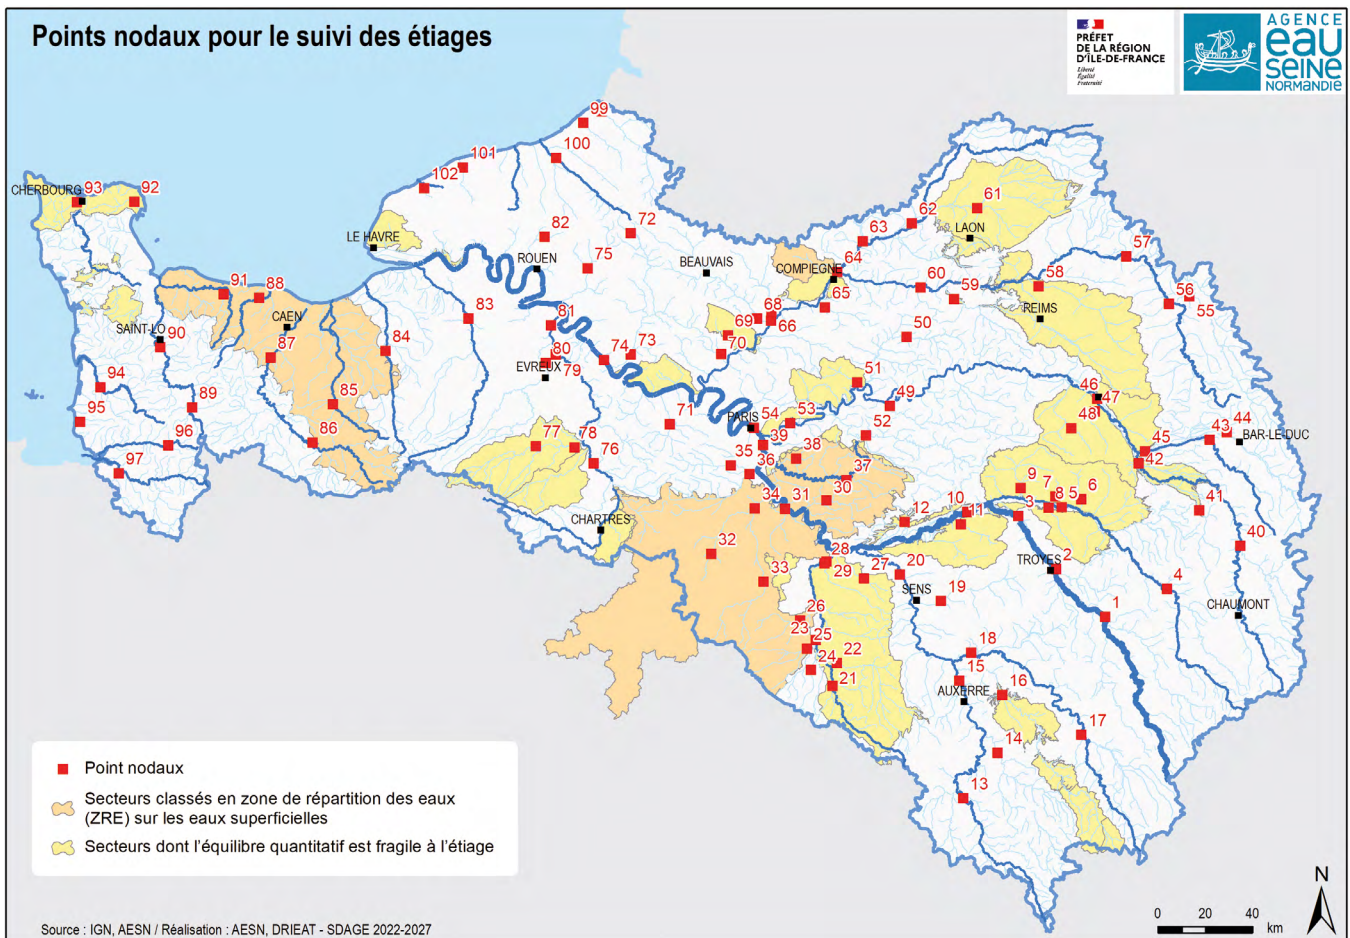 Points nodaux pour le suivi des étiages
PRÉFET
DE LA RÉGION
D'ÎLE-DE-FRANCE
Liberté
Égalité
Fraternité
AGENCE
eau
SEINE
NORMANDIE
99
100
101
102
CHERBOURG
93
92
61
62
72
82
63
LAON
LE HAVRE
57
75
ROUEN
BEAUVAIS
COMPIEGNE
64
58
60
59
56
55
91
88
83
65
REIMS
CAEN
81
68
66
69
50
SAINT-LO
90
84
87
80
74
73
70
EVREUX
79
51
94
85
89
49
46
47
95
71
PARIS
54
53
48
52
44
43
BAR-LE-DUC
96
86
77
78
76
39
38
45
42
97
35
36
37
9
7
8
5
6
41
34
31
30
12
10
11
3
CHARTRES
40
32
28
29
27
20
TROYES
2
33
SENS
19
4
CHAUMONT
1
26
23
25
24
22
21
18
15
16
AUXERRE
17
14
13
Point nodaux
Secteurs classés en zone de répartition des eaux
(ZRE) sur les eaux superficielles
Secteurs dont l'équilibre quantitatif est fragile à l'étiage
N
0 20 40
km
Source : IGN, AESN / Réalisation : AESN, DRIEAT - SDAGE 2022-2027